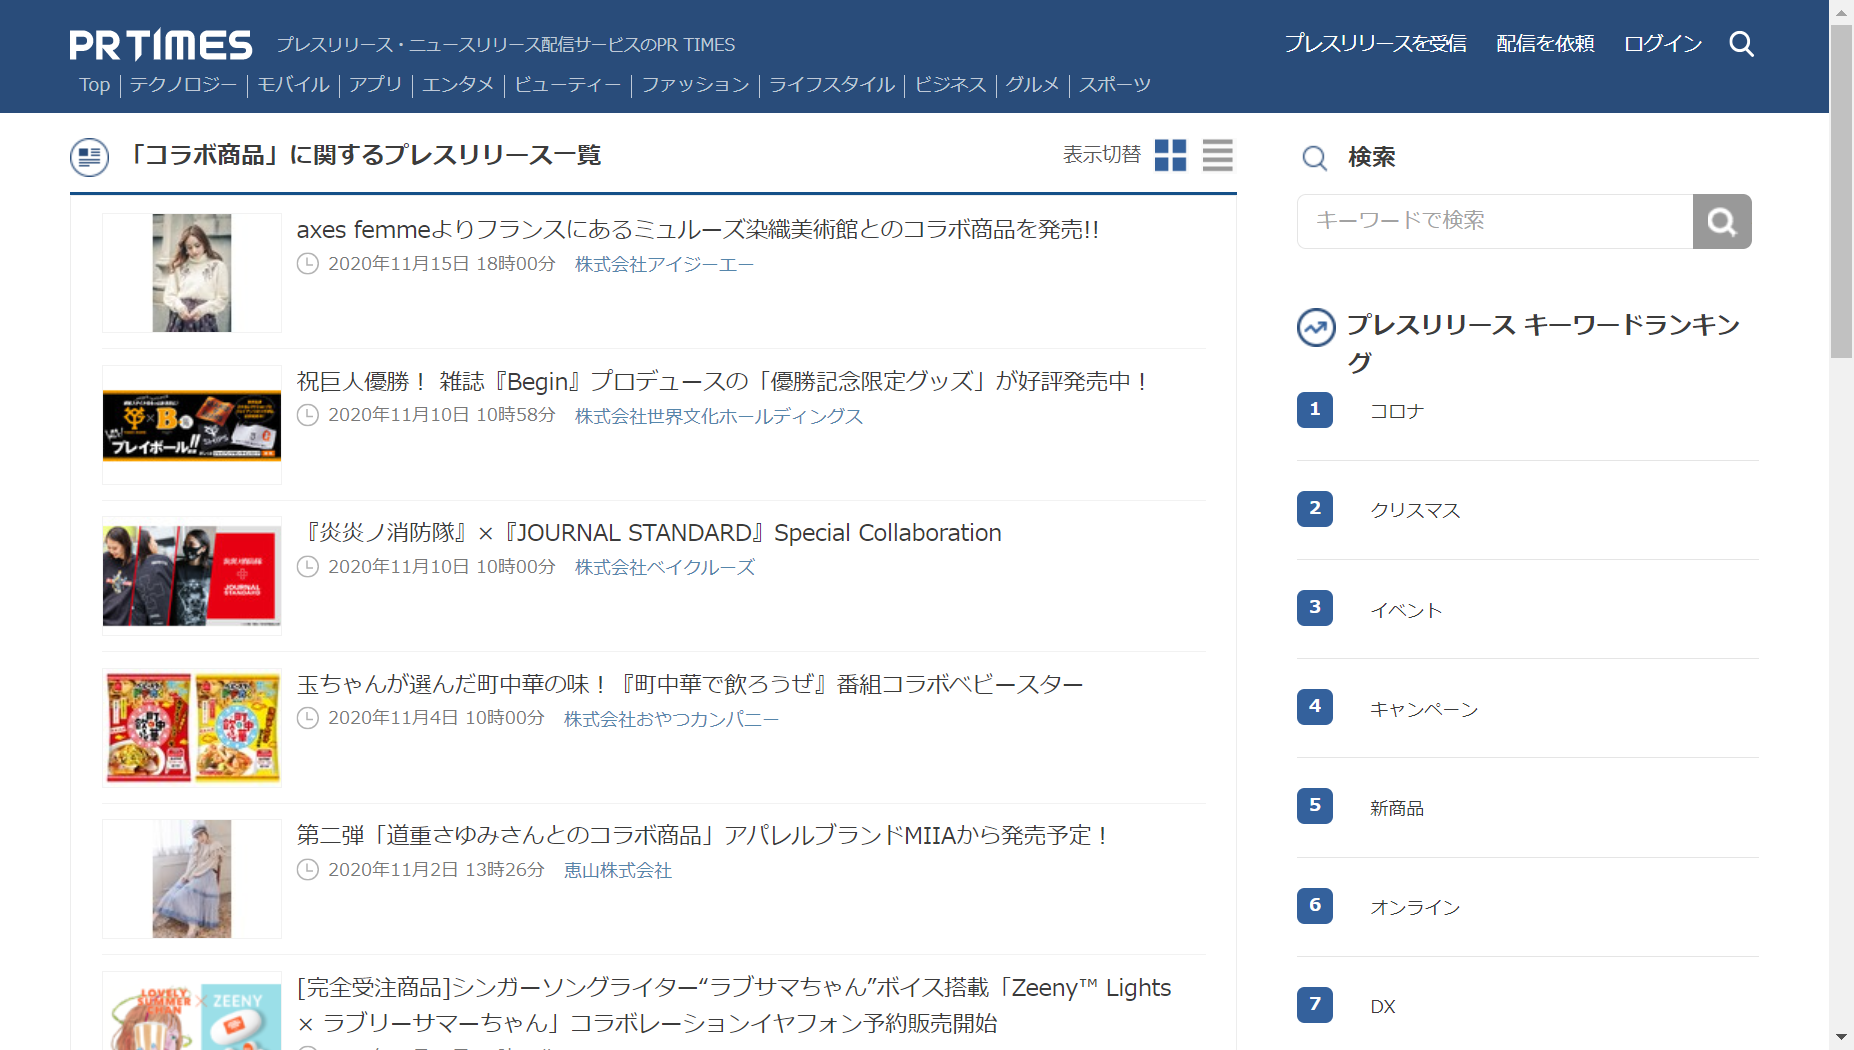 PR TIMES
プレスリリース・ニュースリリース配信サービスのPR TIMES
プレスリリースを受信
配信を依頼
ログイン
Top
テクノロジー
モバイル
アプリ
エンタメ
ビューティー
ファッション
ライフスタイル
ビジネス
グルメ
スポーツ
「コラボ商品」に関するプレスリリース一覧
表示切替
axes femmeよりフランスにあるミュルーズ染織美術館とのコラボ商品を発売!!
2020年11月15日 18時00分 株式会社アイジーエー
祝巨人優勝！ 雑誌『Begin』プロデュースの「優勝記念限定グッズ」が好評発売中！
2020年11月10日 10時58分 株式会社世界文化ホールディングス
プレイボール!!
『炎炎ノ消防隊』×『JOURNAL STANDARD』Special Collaboration
2020年11月10日 10時00分 株式会社ベイクルーズ
JOURNAL
STANDARD
玉ちゃんが選んだ町中華の味！『町中華で飲ろうぜ』番組コラボベビースター
2020年11月4日 10時00分 株式会社おやつカンパニー
第二弾「道重さゆみさんとのコラボ商品」アパレルブランドMIIAから発売予定！
2020年11月2日 13時26分 恵山株式会社
[完全受注商品]シンガーソングライター“ラブサマちゃん”ボイス搭載「Zeeny™ Lights
× ラブリーサマーちゃん」コラボレーションイヤフォン予約販売開始
LOVELY
SUMMER
CHAN
× ZEENY
検索
キーワードで検索
プレスリリース キーワードランキン
グ
1 コロナ
2 クリスマス
3 イベント
4 キャンペーン
5 新商品
6 オンライン
7 DX